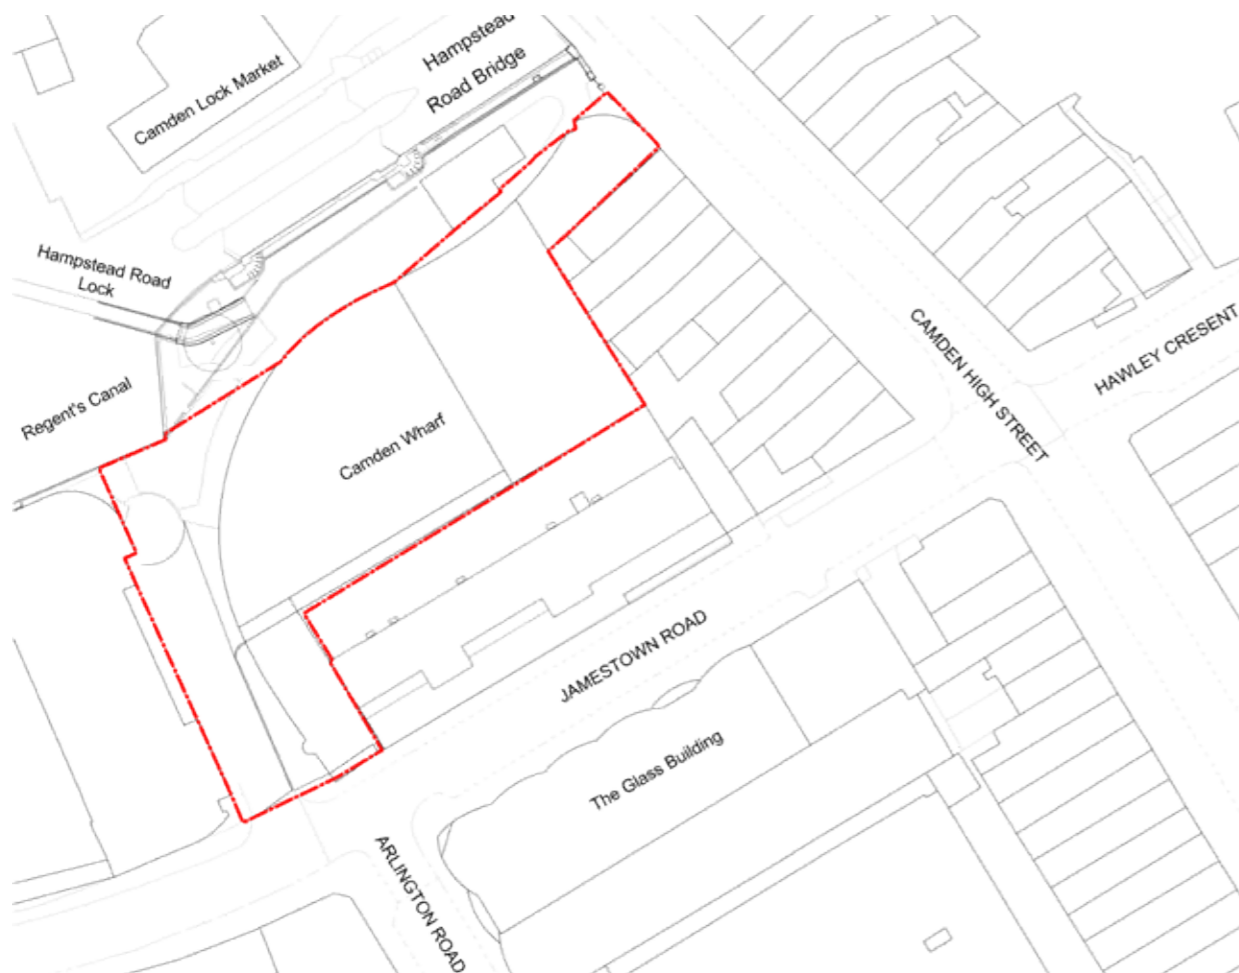 Hampstead
Road Bridge
Camden Lock Market
Hampstead Road
Lock
Regent's Canal
Camden Wharf
CAMDEN HIGH STREET
HAWLEY CRESENT
JAMESTOWN ROAD
The Glass Building
ARLINGTON ROAD